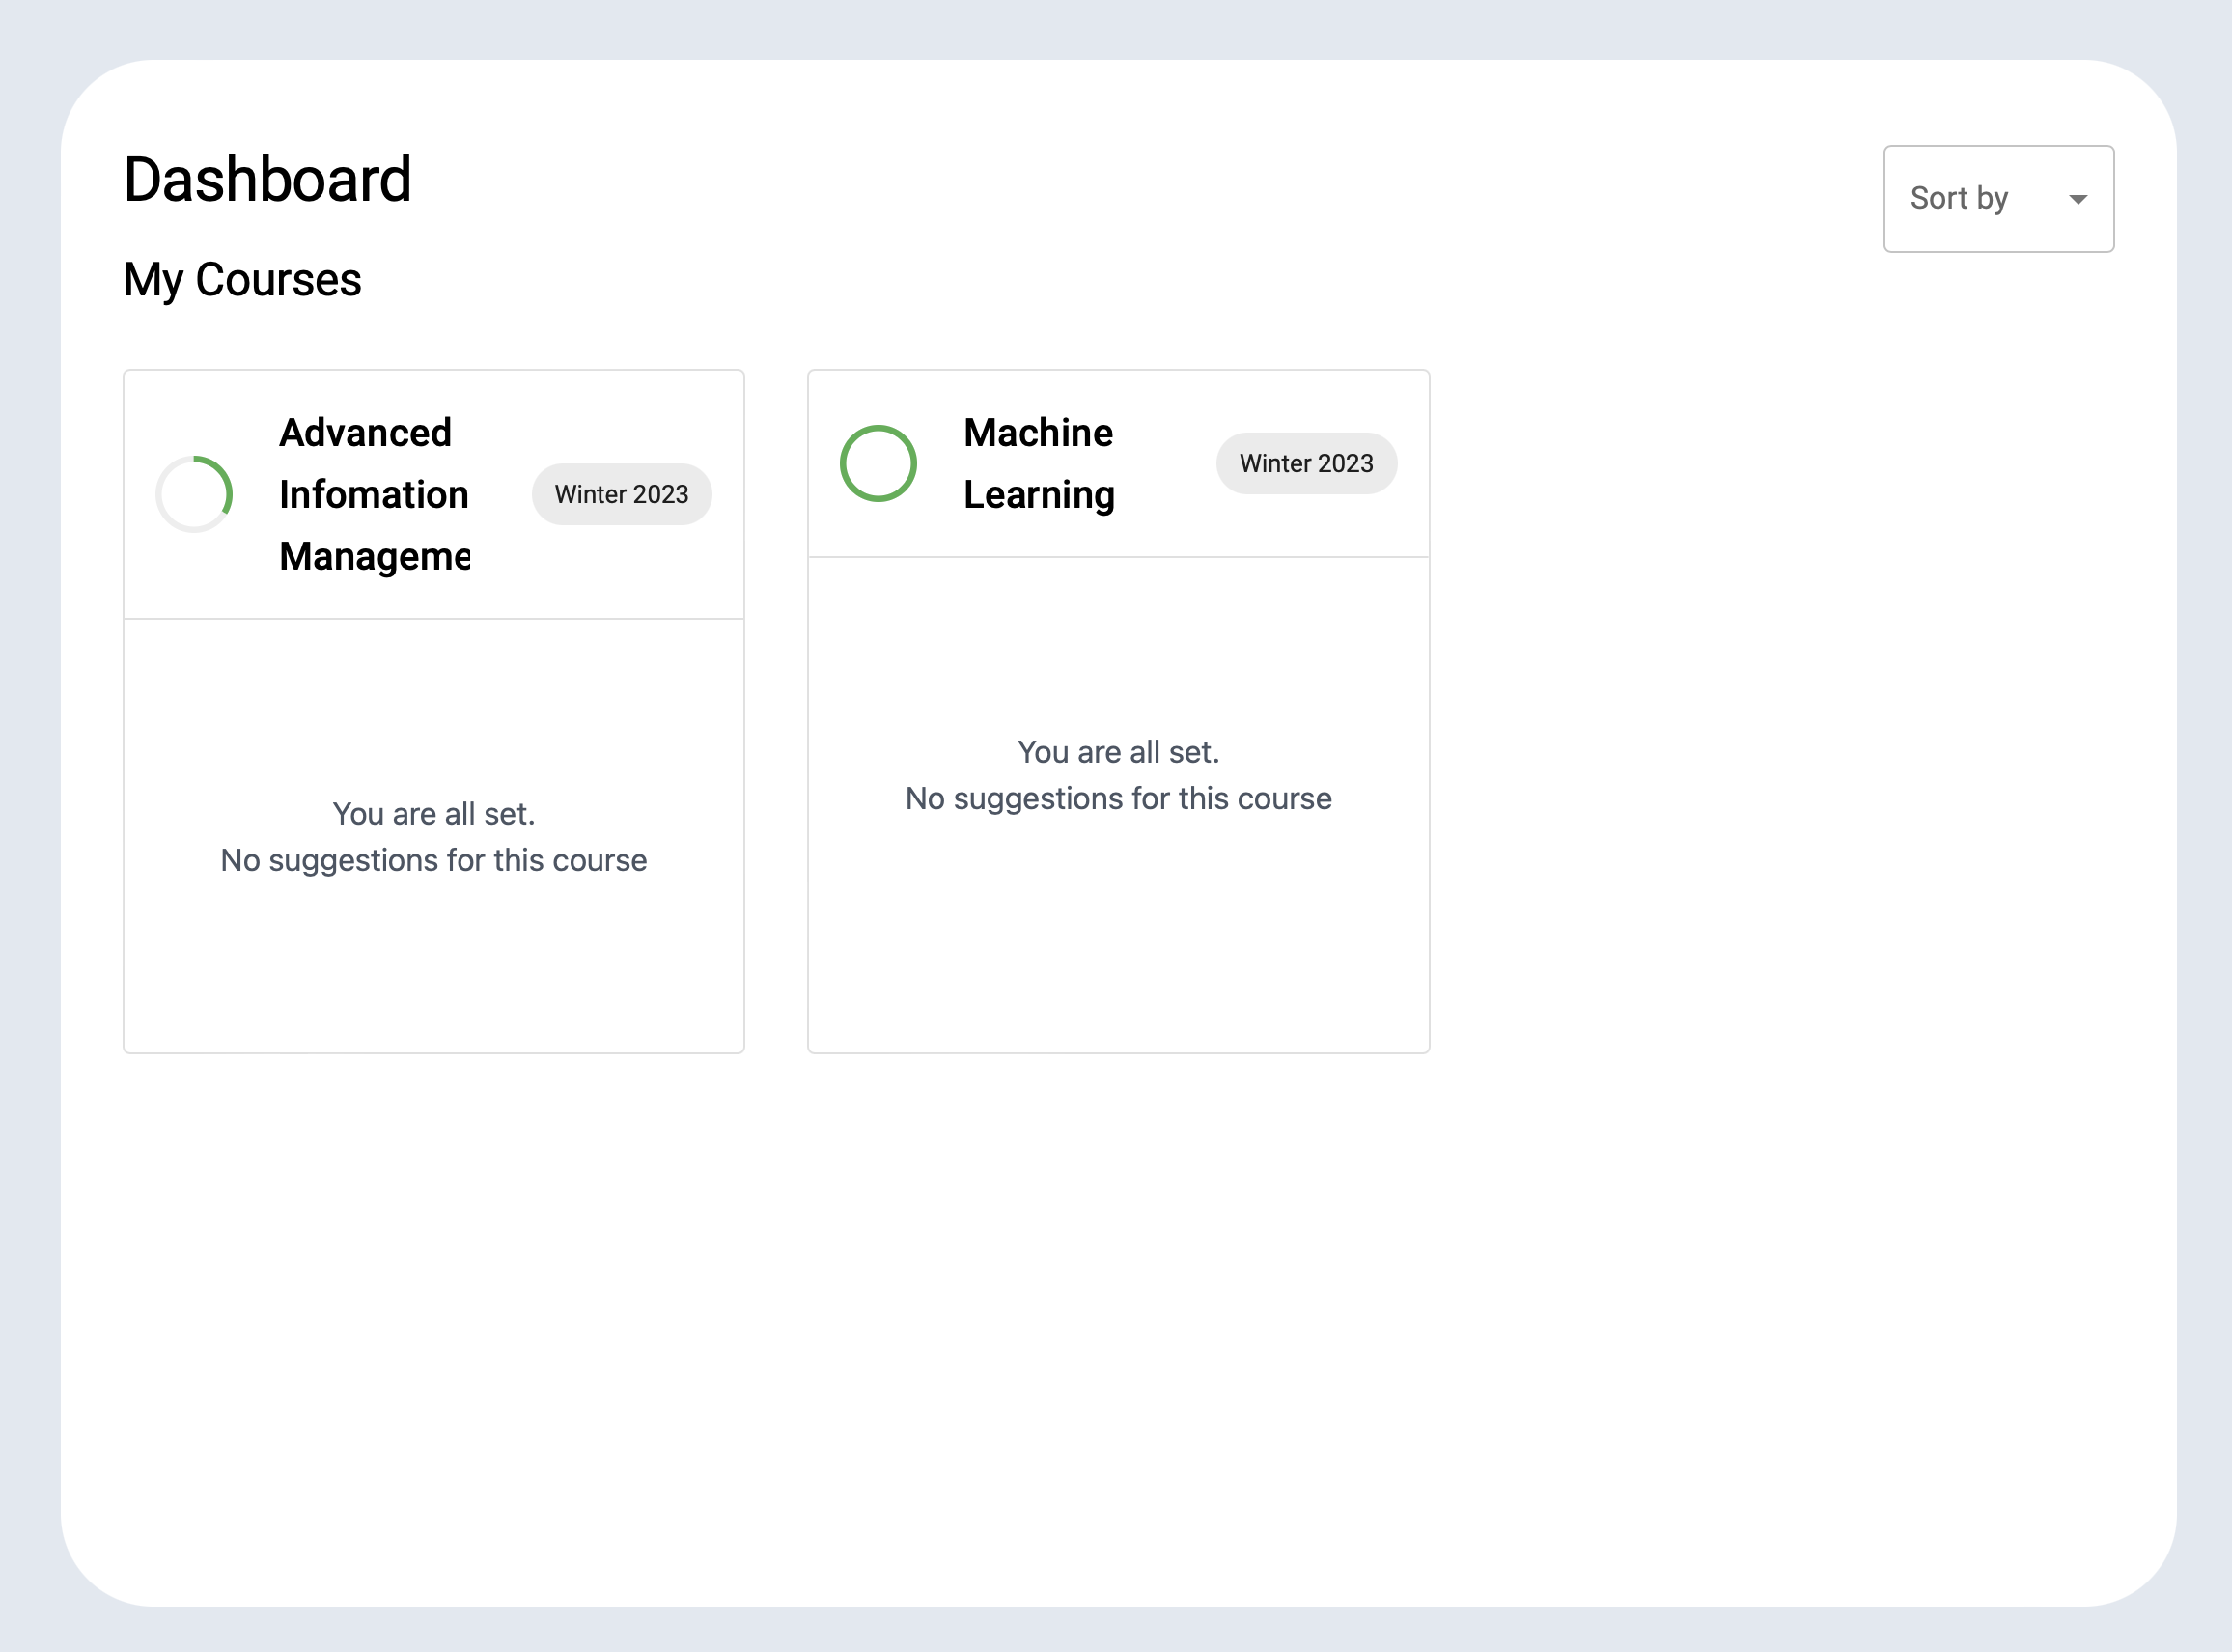 Dashboard
Sort by
My Courses
Advanced
Infomation
Manageme
Winter 2023
You are all set.
No suggestions for this course
Machine
Learning
Winter 2023
You are all set.
No suggestions for this course